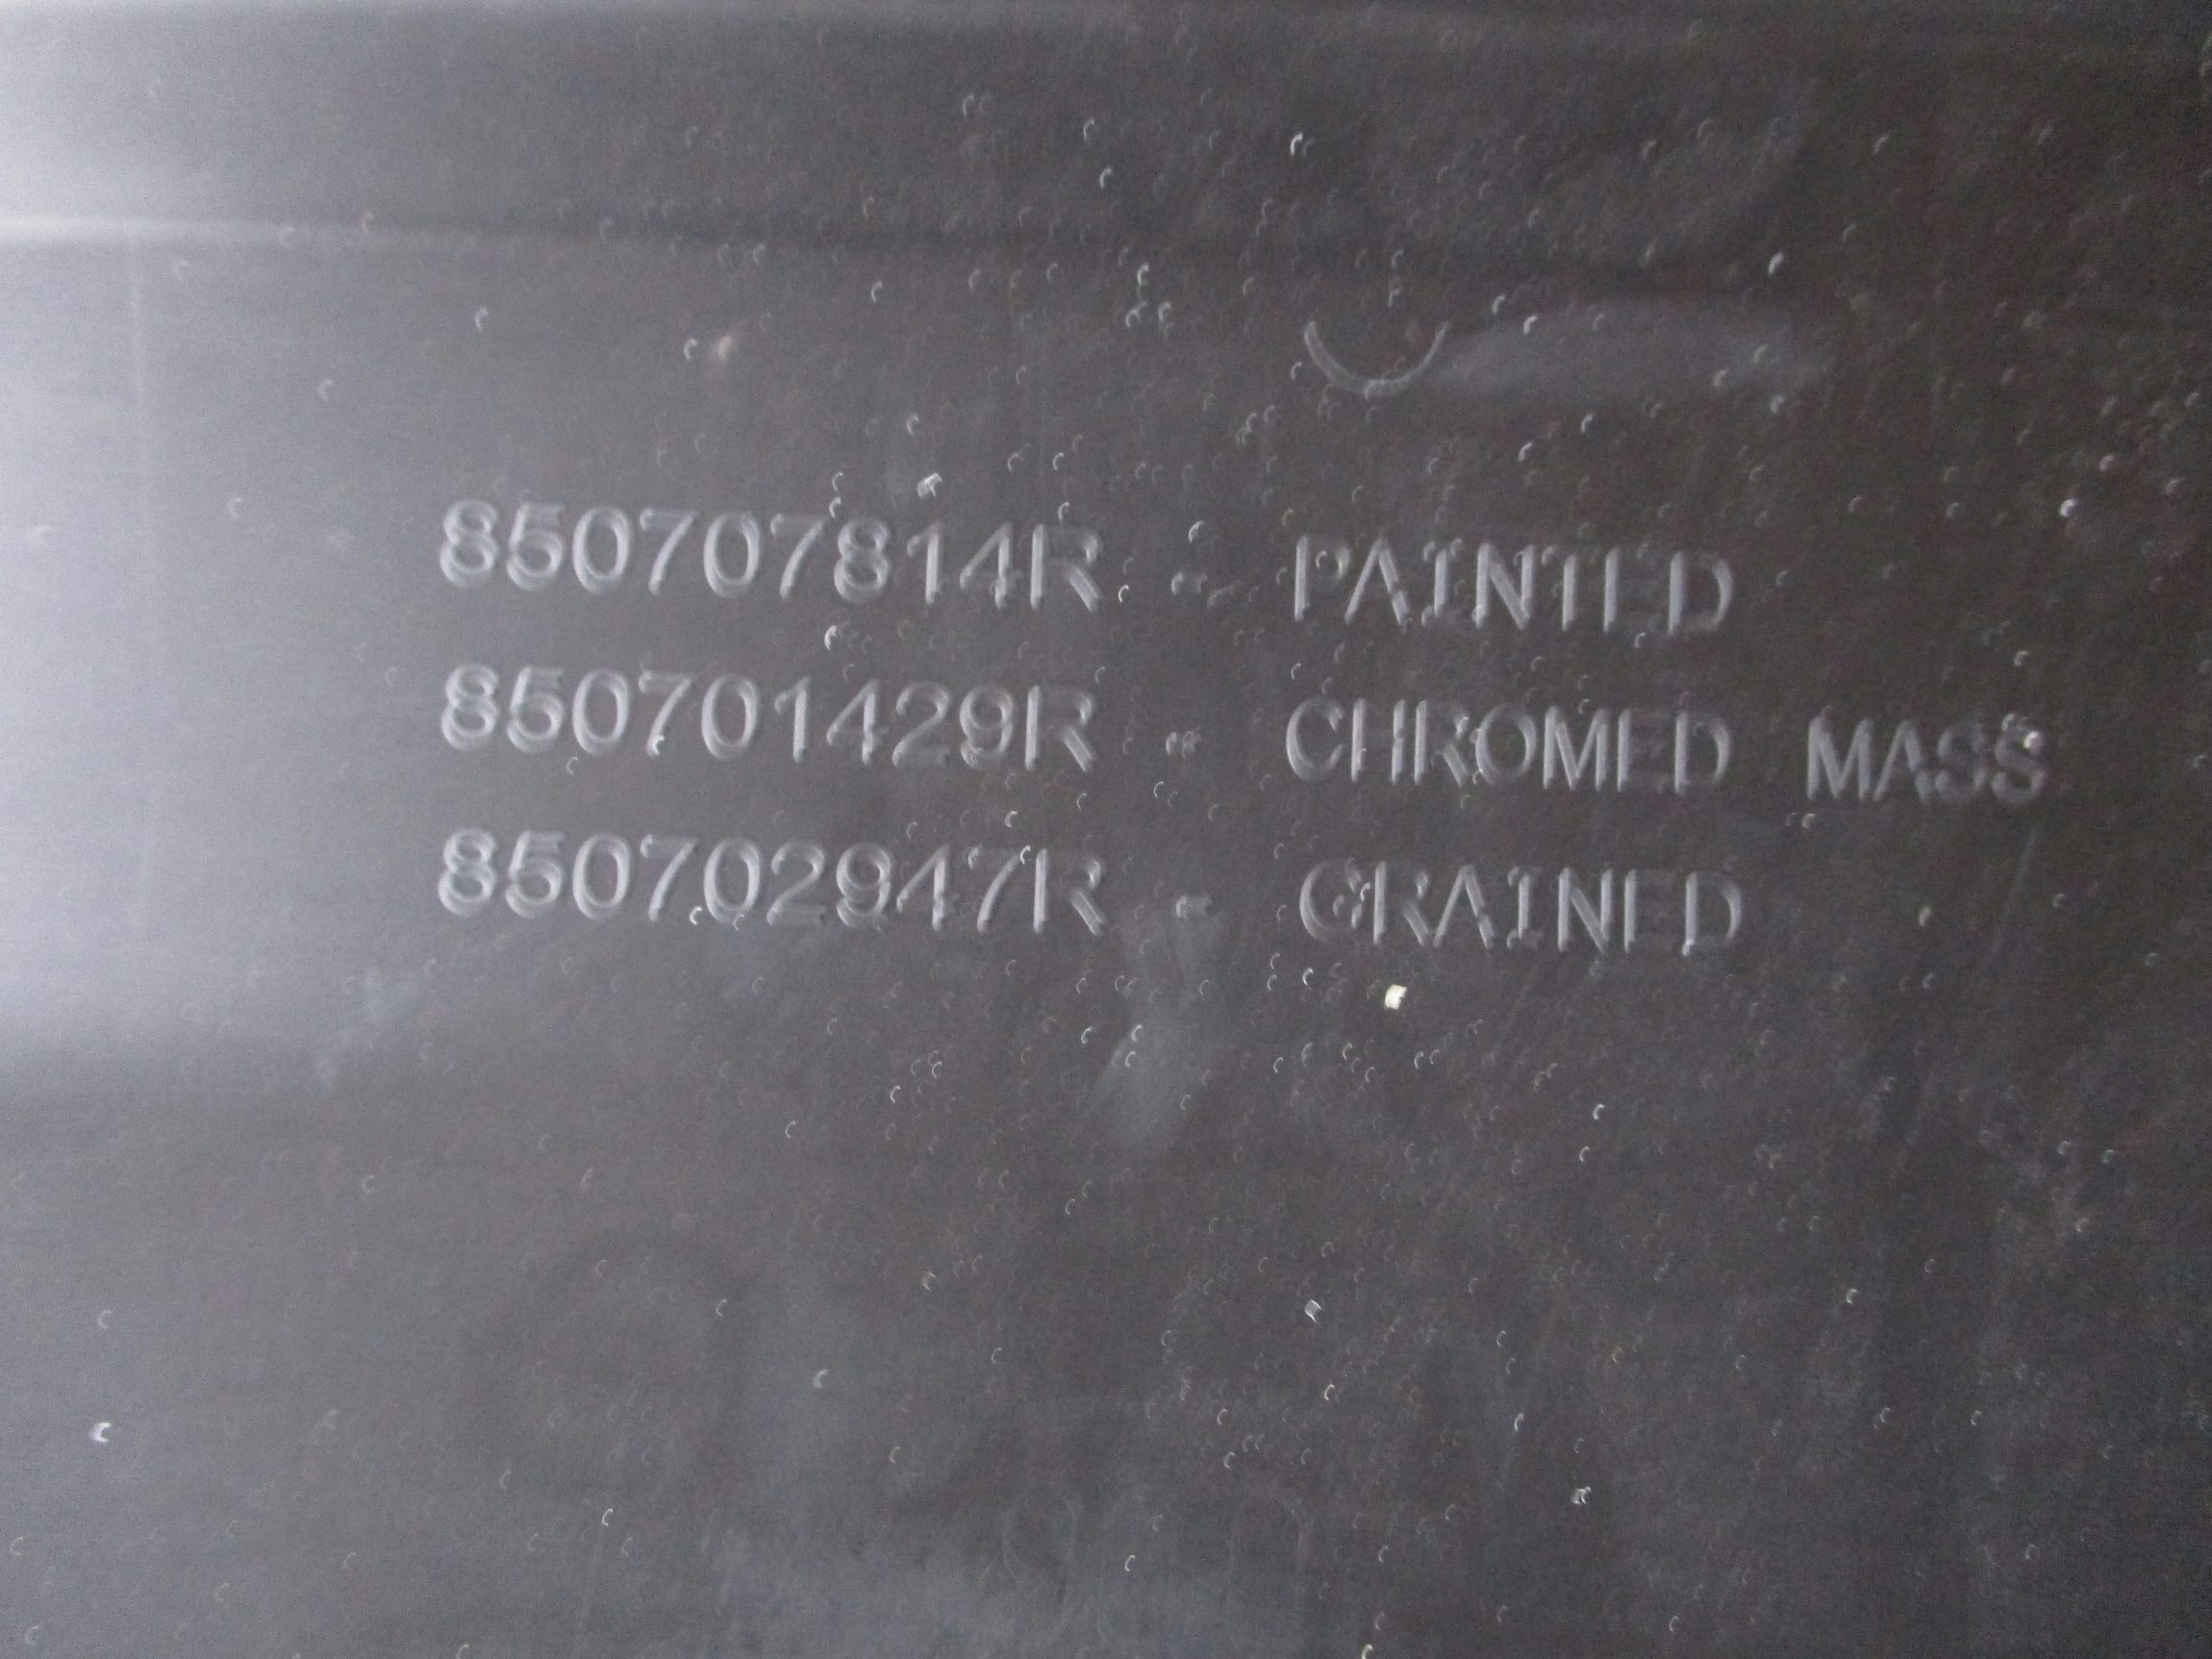 850707814R - PAINTED
850701429R - CHROMED MASS
850702947R - GRAINED